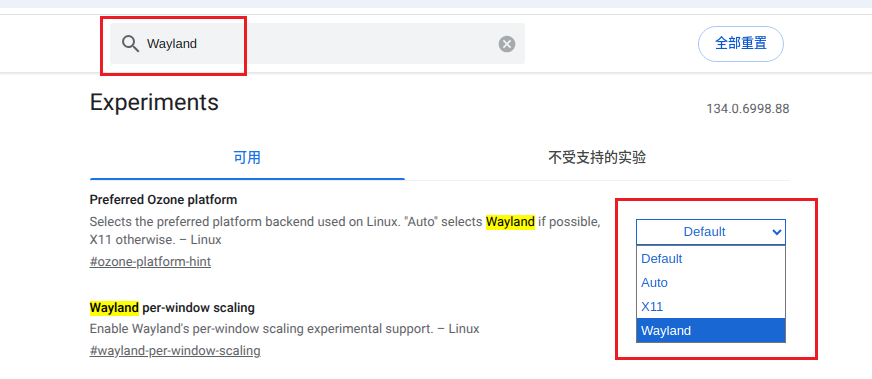 Wayland
全部重置
Experiments
134.0.6998.88
可用
不受支持的实验
Preferred Ozone platform
Selects the preferred platform backend used on Linux. "Auto" selects Wayland if possible,
X11 otherwise. – Linux
#ozone-platform-hint
Default
Default
Auto
X11
Wayland
Wayland per-window scaling
Enable Wayland's per-window scaling experimental support. – Linux
#wayland-per-window-scaling